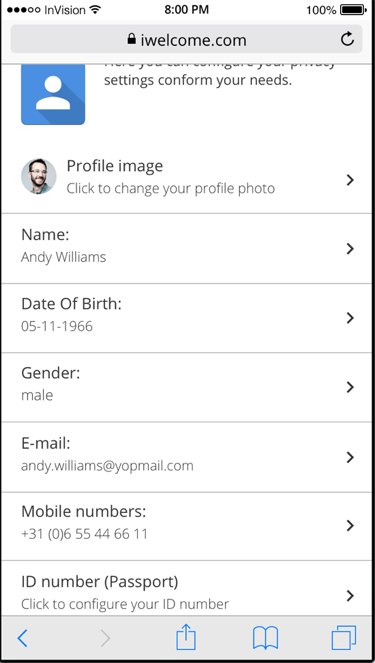 InVision
8:00 PM
100%
iwelcome.com
Here you can configure your privacy
settings conform your needs.
Profile image
Click to change your profile photo
Name:
Andy Williams
Date Of Birth:
05-11-1966
Gender:
male
E-mail:
andy.williams@yopmail.com
Mobile numbers:
+31 (0)6 55 44 66 11
ID number (Passport)
Click to configure your ID number